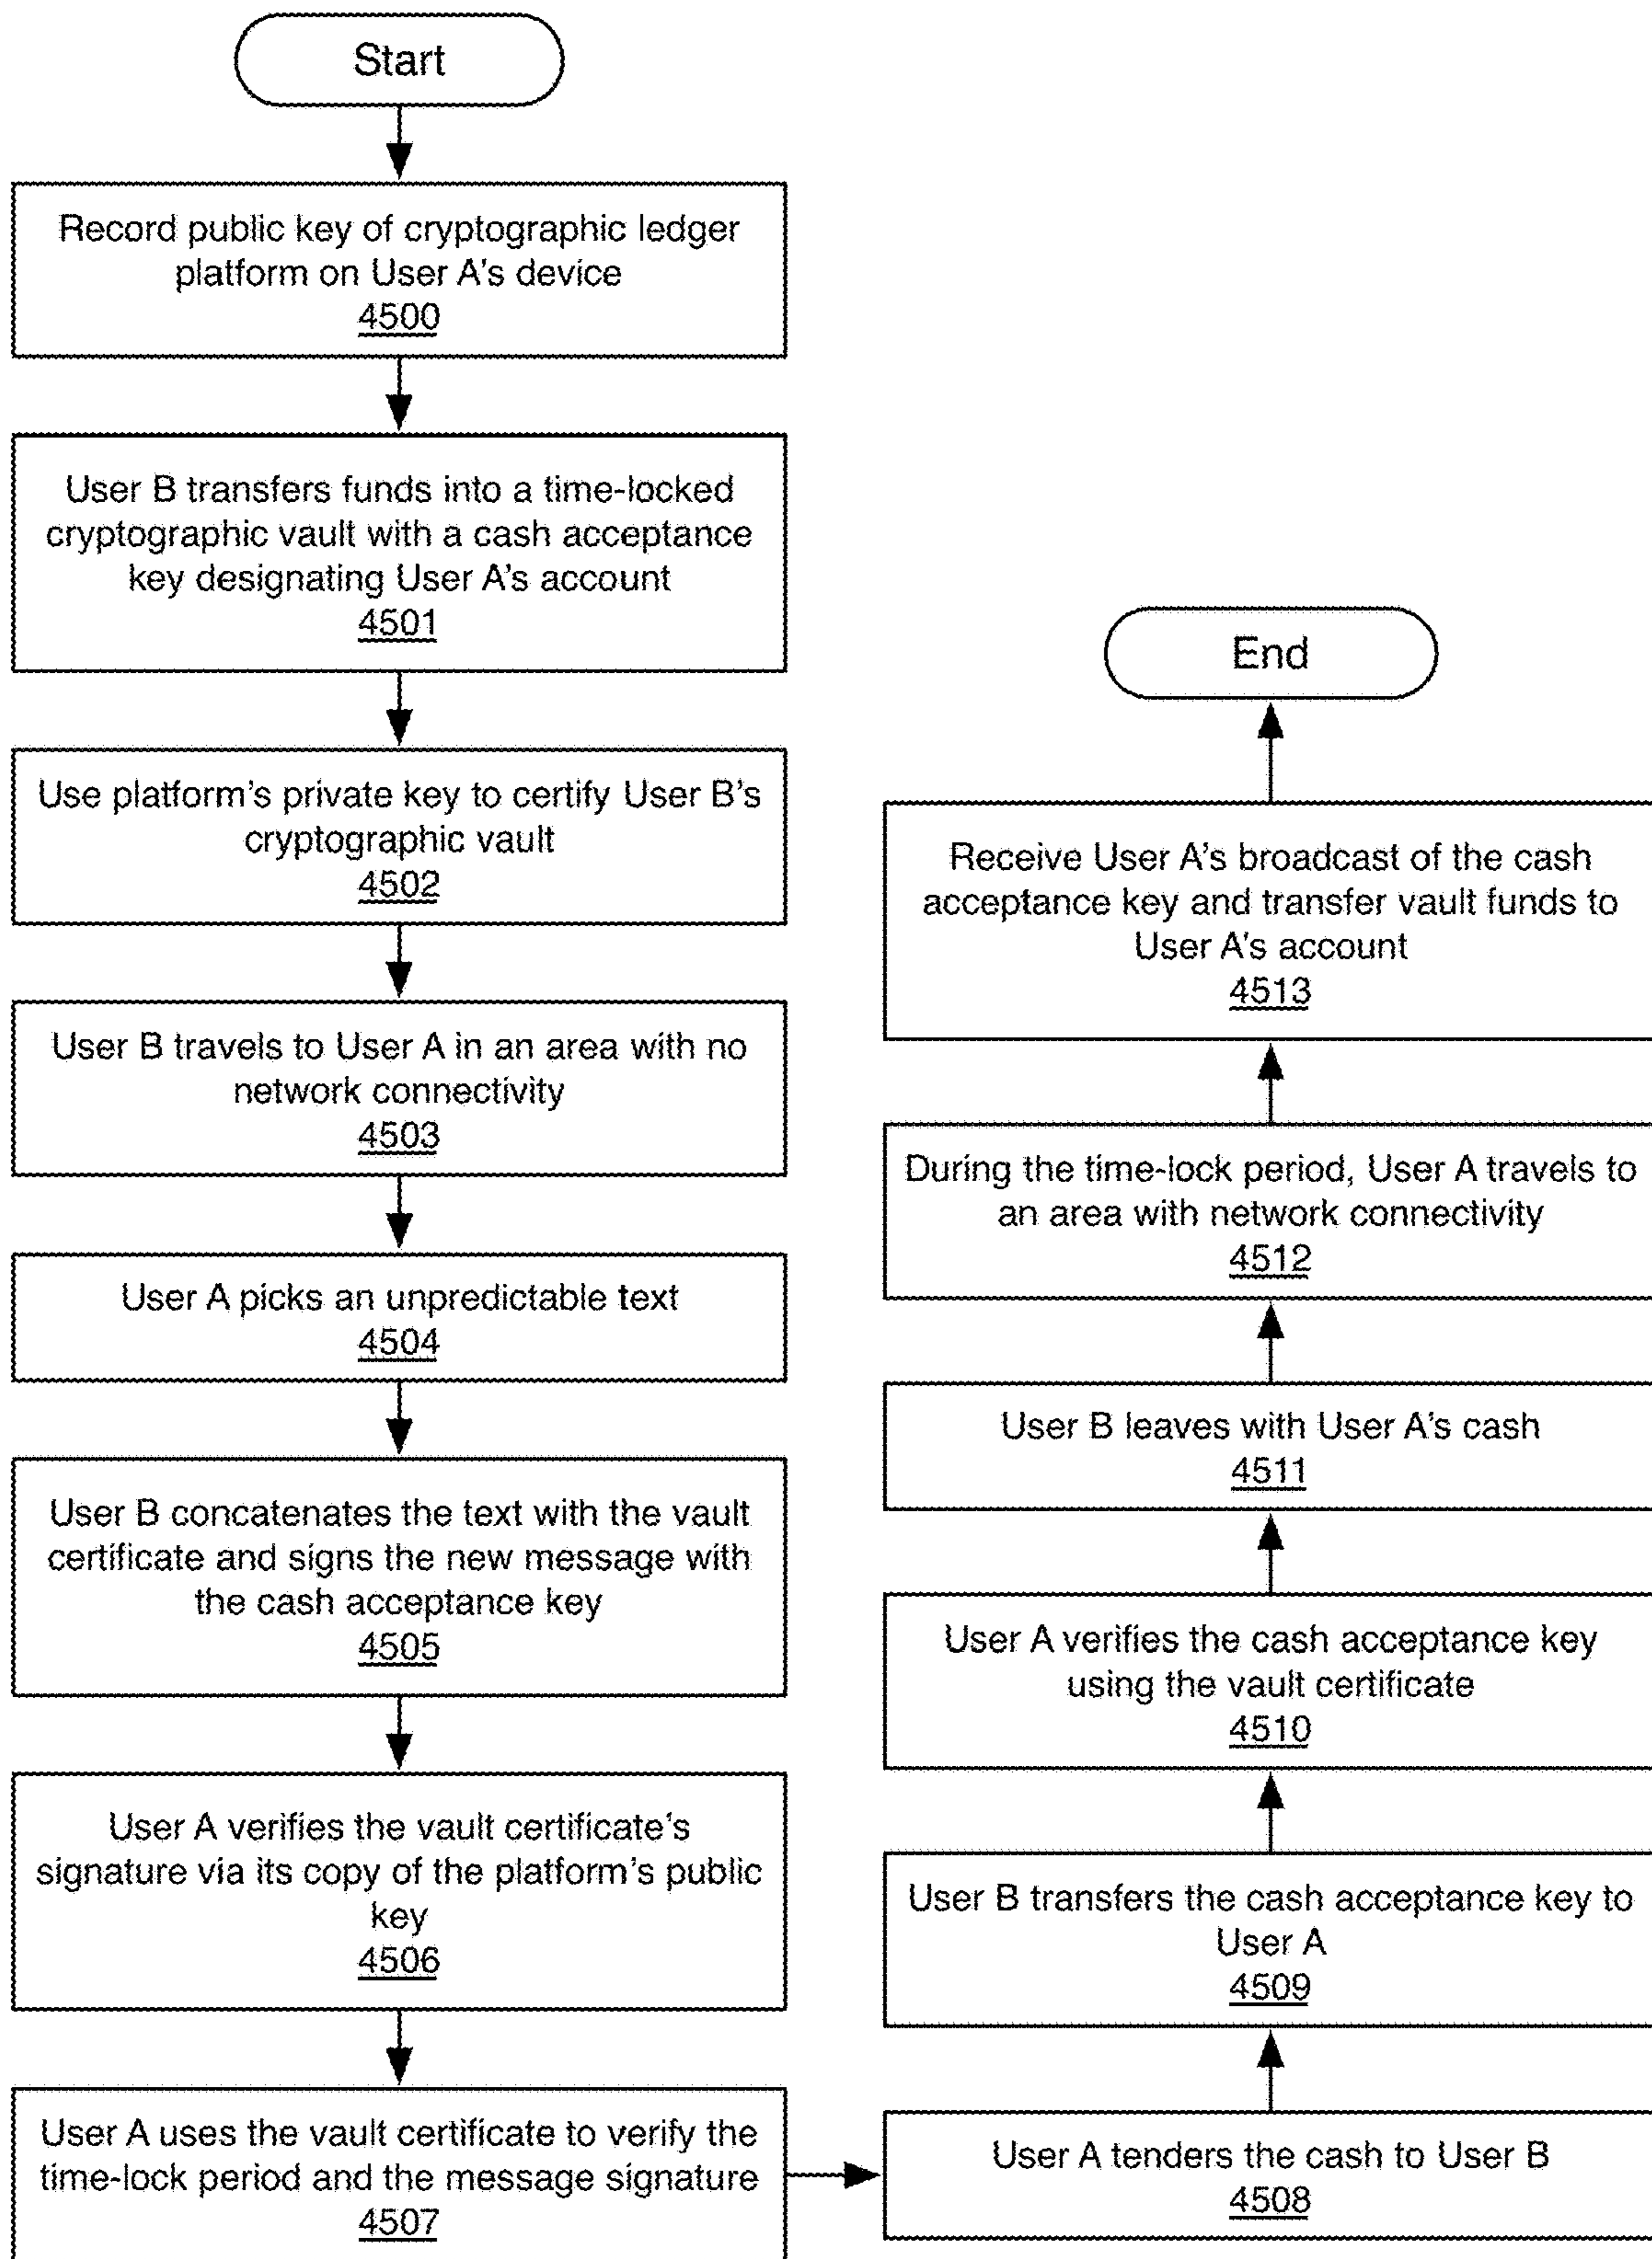 Start
Record public key of cryptographic ledger
platform on User A's device
4500
User B transfers funds into a time-locked
cryptographic vault with a cash acceptance
key designating User A's account
4501
Use platform's private key to certify User B's
cryptographic vault
4502
User B travels to User A in an area with no
network connectivity
4503
User A picks an unpredictable text
4504
User B concatenates the text with the vault
certificate and signs the new message with
the cash acceptance key
4505
User A verifies the vault certificate's
signature via its copy of the platform's public
key
4506
User A uses the vault certificate to verify the
time-lock period and the message signature
4507
User A tenders the cash to User B
4508
User B transfers the cash acceptance key to
User A
4509
User A verifies the cash acceptance key
using the vault certificate
4510
User B leaves with User A's cash
4511
During the time-lock period, User A travels to
an area with network connectivity
4512
Receive User A's broadcast of the cash
acceptance key and transfer vault funds to
User A's account
4513
End